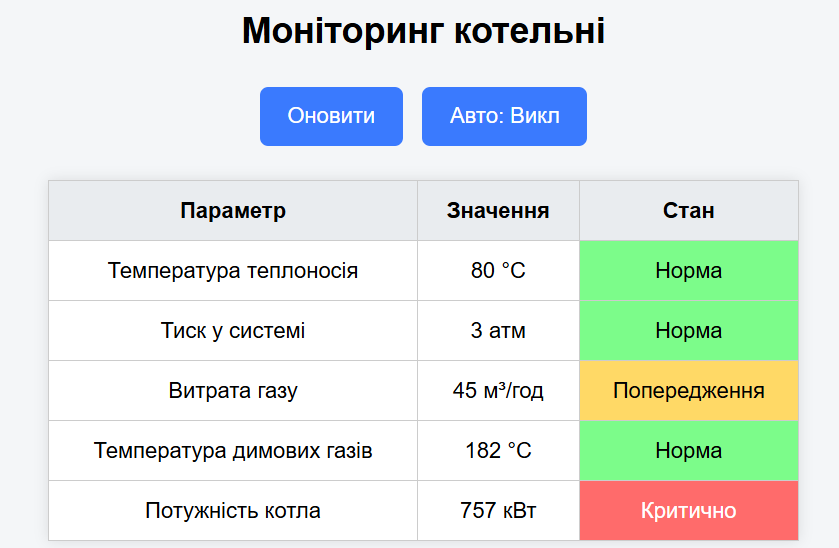 Моніторинг котельні
Оновити Авто: Викл
Параметр Значення Стан
Температура теплоносія 80 °C Норма
Тиск у системі 3 атм Норма
Витрата газу 45 м³/год Попередження
Температура димових газів 182 °C Норма
Потужність котла 757 кВт Критично